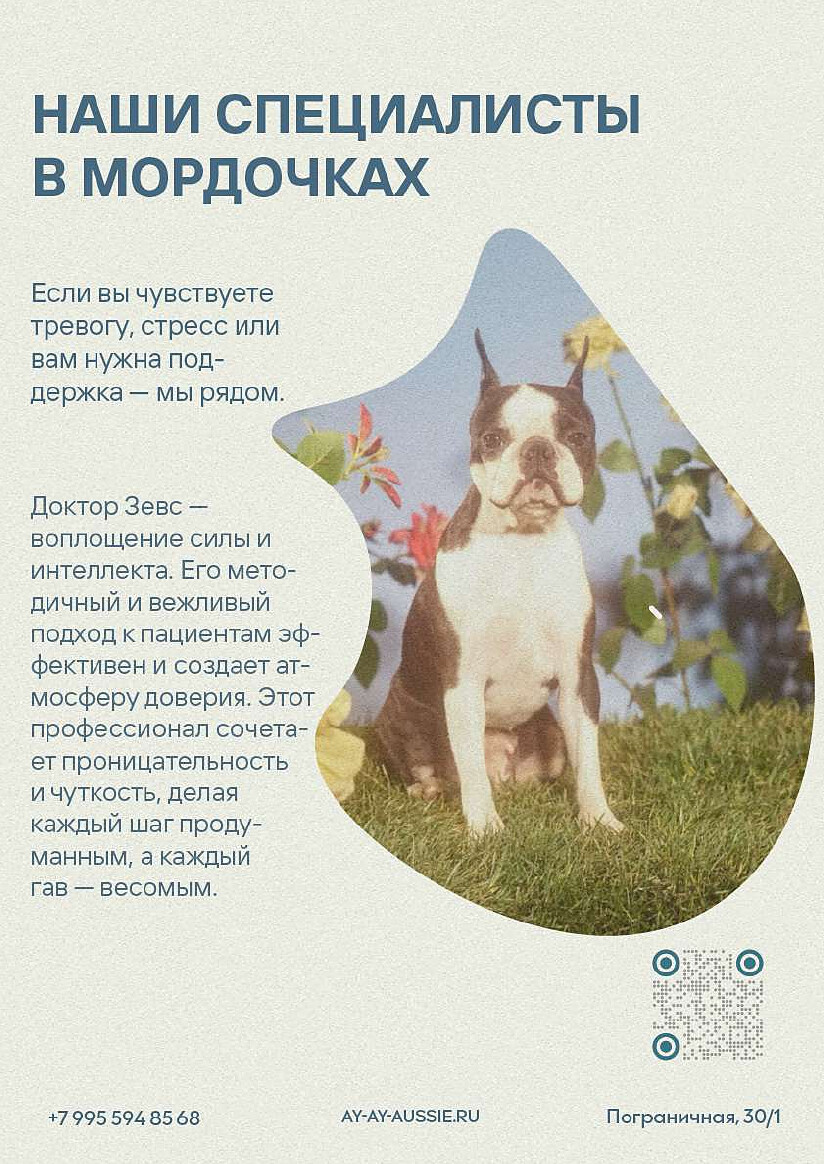 НАШИ СПЕЦИАЛИСТЫ
В МОРДОЧКАХ
Если вы чувствуете
тревогу, стресс или
вам нужна под-
держка — мы рядом.
Доктор Зевс —
воплощение силы и
интеллекта. Его мето-
дичный и вежливый
подход к пациентам эф-
фективен и создает ат-
мосферу доверия. Этот
профессионал сочета-
ет проницательность
и чуткость, делая
каждый шаг проду-
манным, а каждый
гав — весомым.
+7 995 594 85 68
AY-AY-AUSSIE.RU
Пограничная, 30/1